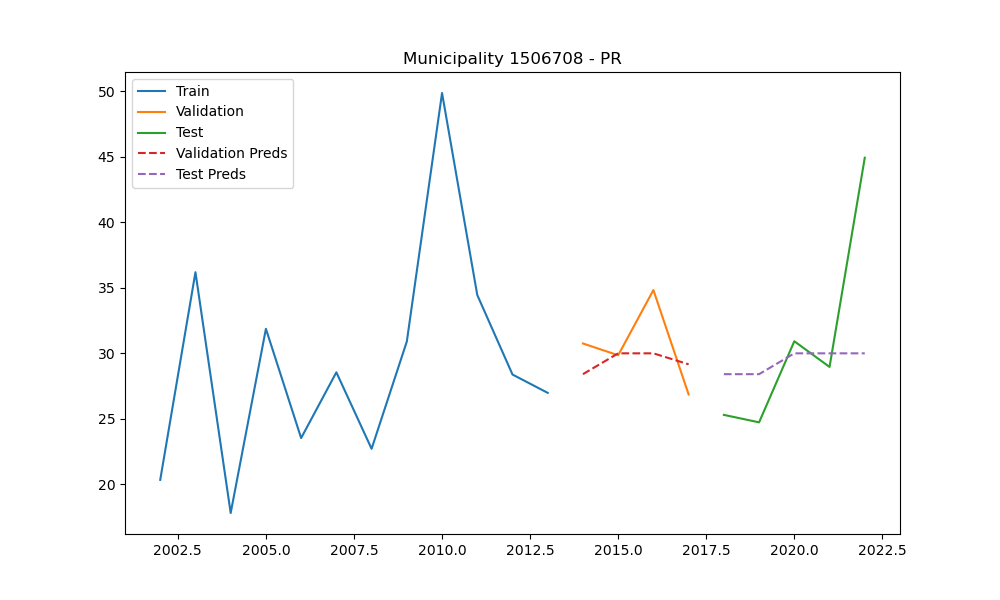 Municipality 1506708 - PR
Train
Validation
Test
Validation Preds
Test Preds
50
45
40
35
30
25
20
2002.5 2005.0 2007.5 2010.0 2012.5 2015.0 2017.5 2020.0 2022.5